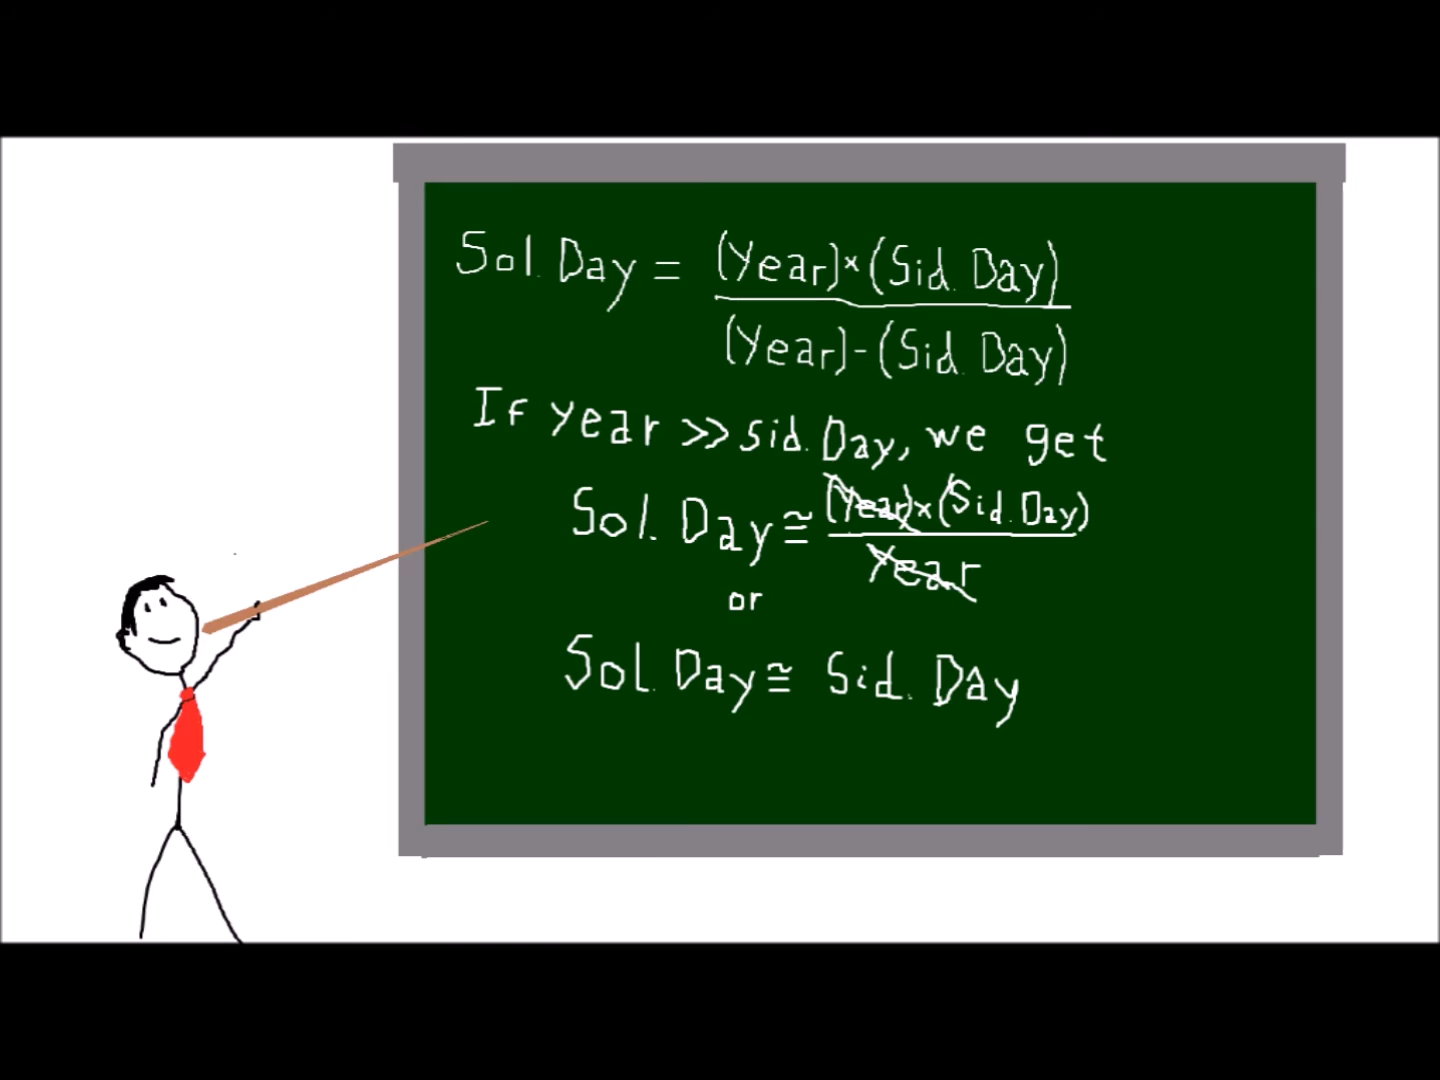 Sol. Day = (Year)×(Sid. Day)
(Year)-(Sid. Day)
If year >> sid. Day, we get
Sol. Day ≅ (Year)×(Sid. Day)
Year
or
Sol. Day ≅ Sid. Day